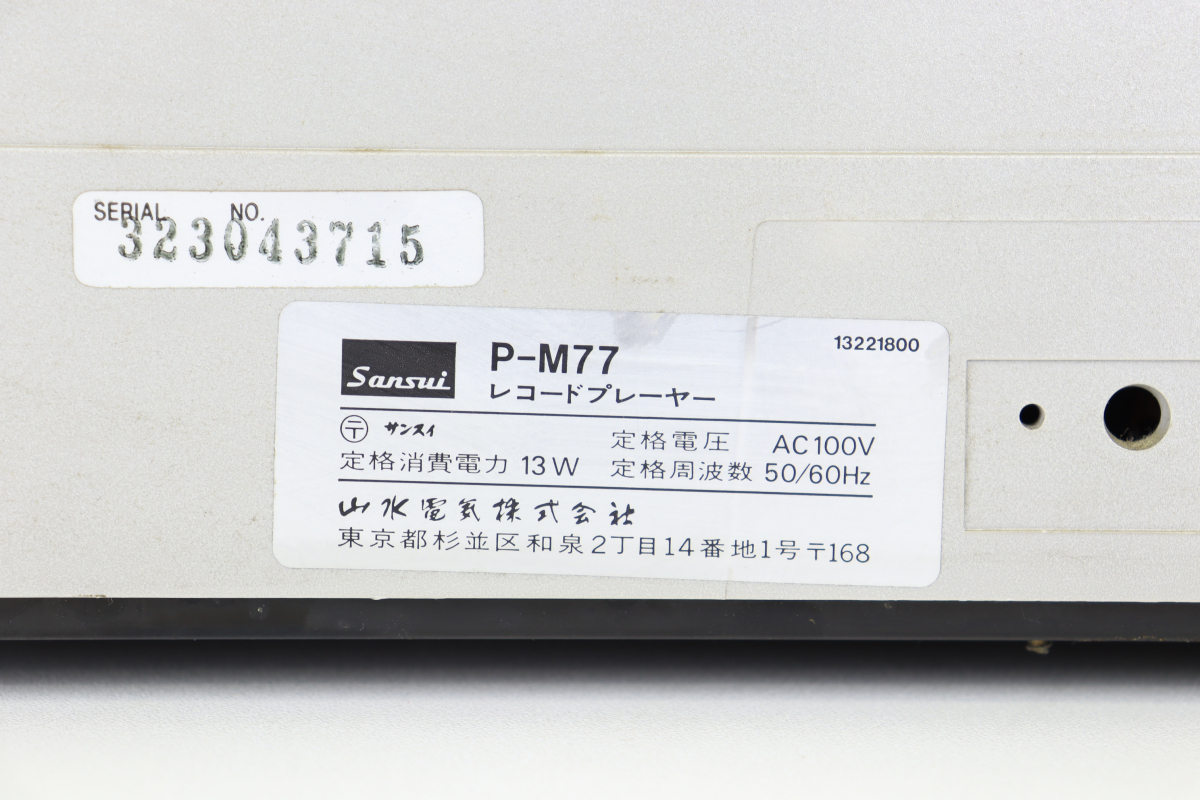 SERIAL NO.
323043715
Sansui
P-M77
13221800
レコードプレーヤー
〒 サンスイ
定格電圧 AC100V
定格消費電力 13W
定格周波数 50/60Hz
山水電気株式会社
東京都杉並区和泉2丁目14番地1号〒168